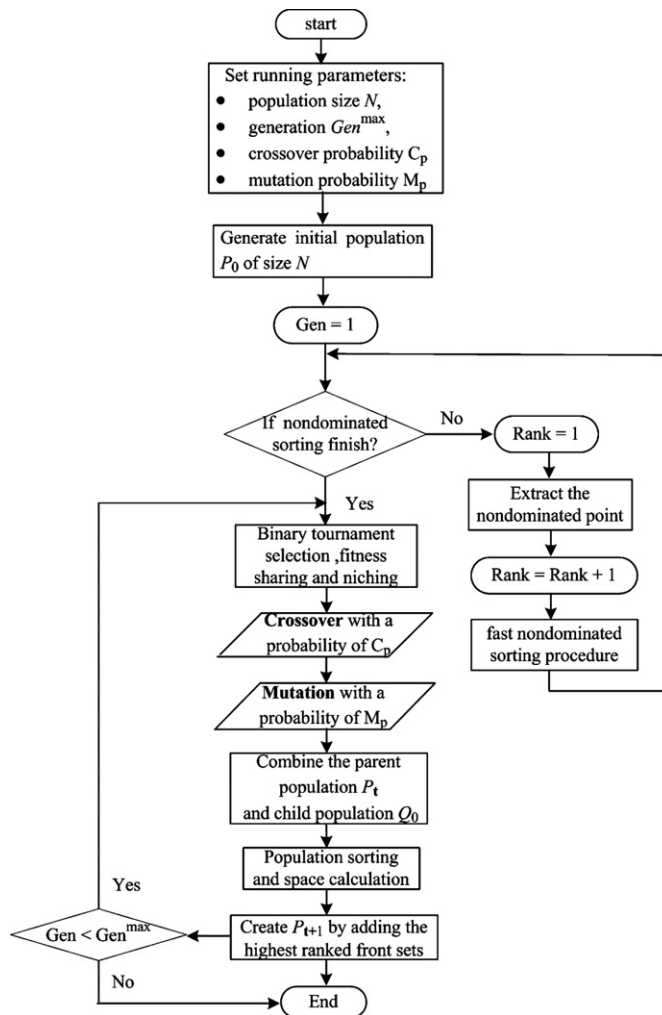 start
Set running parameters:
• population size N,
• generation Gen^max,
• crossover probability C_p
• mutation probability M_p
Generate initial population
P_0 of size N
Gen = 1
If nondominated
sorting finish?
No
Rank = 1
Extract the
nondominated point
Rank = Rank + 1
fast nondominated
sorting procedure
Yes
Binary tournament
selection ,fitness
sharing and niching
Crossover with a
probability of C_p
Mutation with a
probability of M_p
Combine the parent
population P_t
and child population Q_0
Population sorting
and space calculation
Create P_t+1 by adding the
highest ranked front sets
Yes
Gen < Gen^max
No
End